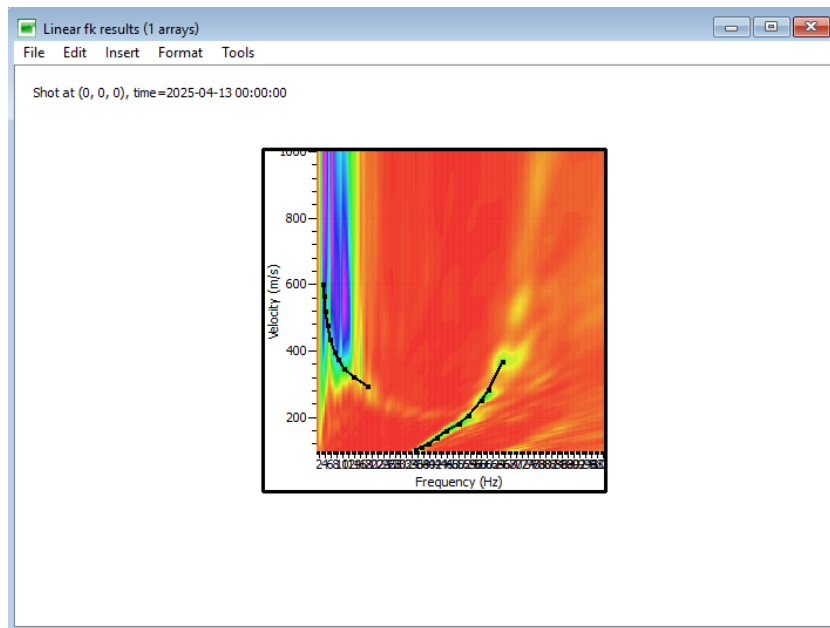 Linear fk results (1 arrays)
File Edit Insert Format Tools
Shot at (0, 0, 0), time=2025-04-13 00:00:00
1000
800
600
400
200
Velocity (m/s)
Frequency (Hz)